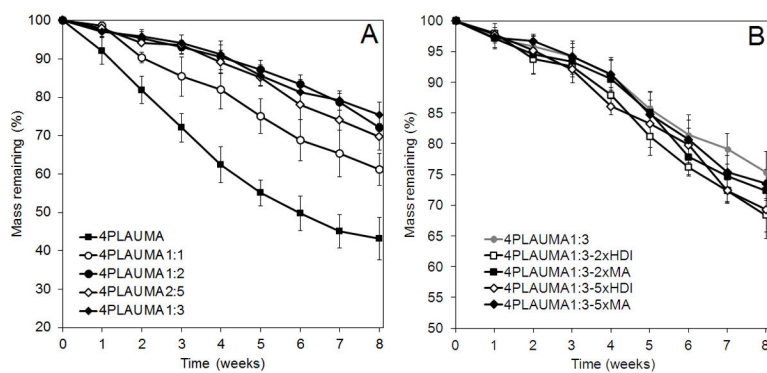 A
Mass remaining (%)
100
90
80
70
60
50
40
30
20
4PLAUMA
4PLAUMA1:1
4PLAUMA1:2
4PLAUMA2:5
4PLAUMA1:3
0 1 2 3 4 5 6 7 8
Time (weeks)
B
Mass remaining (%)
100
95
90
85
80
75
70
65
60
55
50
4PLAUMA1:3
4PLAUMA1:3-2xHDI
4PLAUMA1:3-2xMA
4PLAUMA1:3-5xHDI
4PLAUMA1:3-5xMA
0 1 2 3 4 5 6 7 8
Time (weeks)